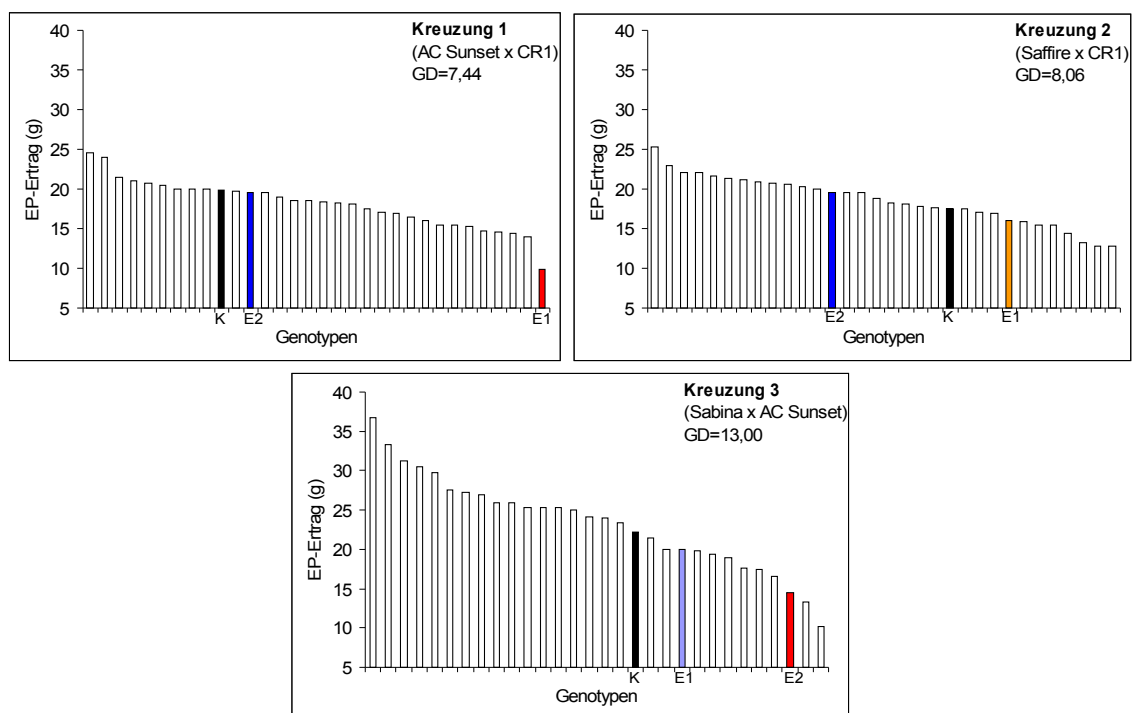 Kreuzung 1
(AC Sunset x CR1)
GD=7,44
40
35
30
25
20
15
10
5
EP-Ertrag (g)
K E2 E1
Genotypen
Kreuzung 2
(Saffire x CR1)
GD=8,06
40
35
30
25
20
15
10
5
EP-Ertrag (g)
E2 K E1
Genotypen
Kreuzung 3
(Sabina x AC Sunset)
GD=13,00
40
35
30
25
20
15
10
5
EP-Ertrag (g)
K E1 E2
Genotypen